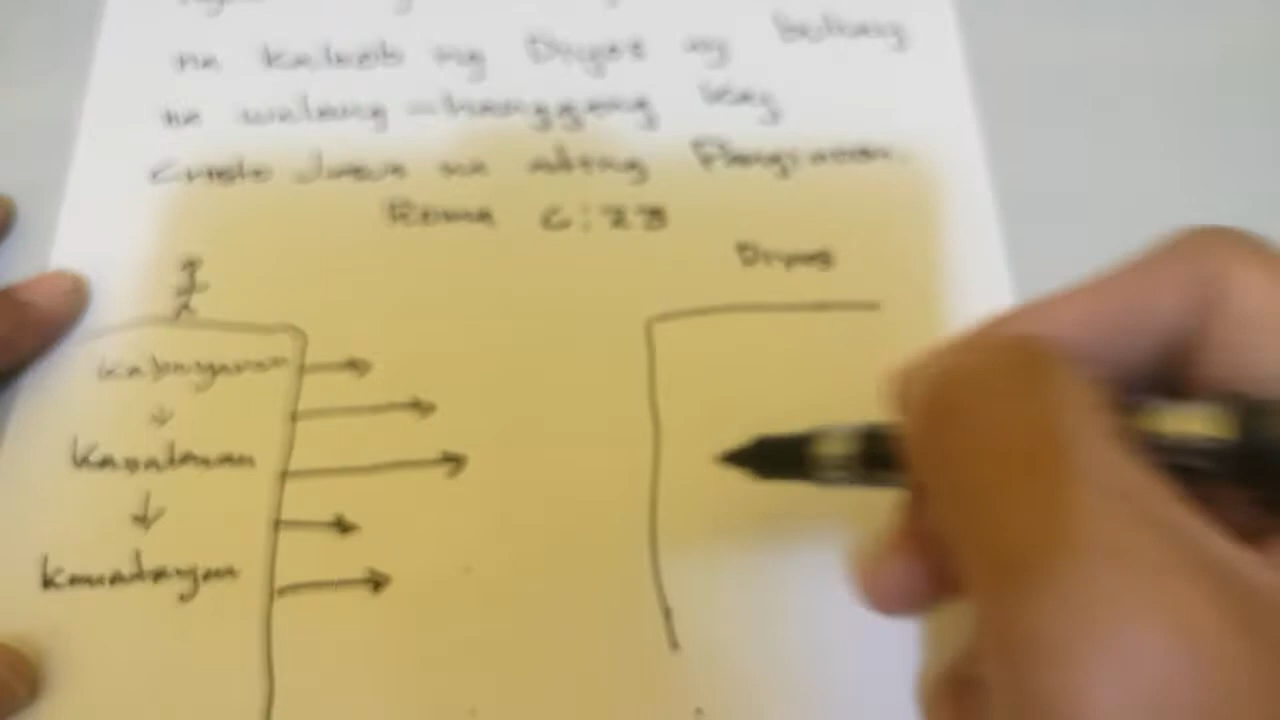 na kaloob ng Diyos ay buhay
na walang-hanggang kay
Cristo Jesus na ating Panginoon.
Roma 6:23
Diyos
Kabayaran
Kasalanan
Kamatayan